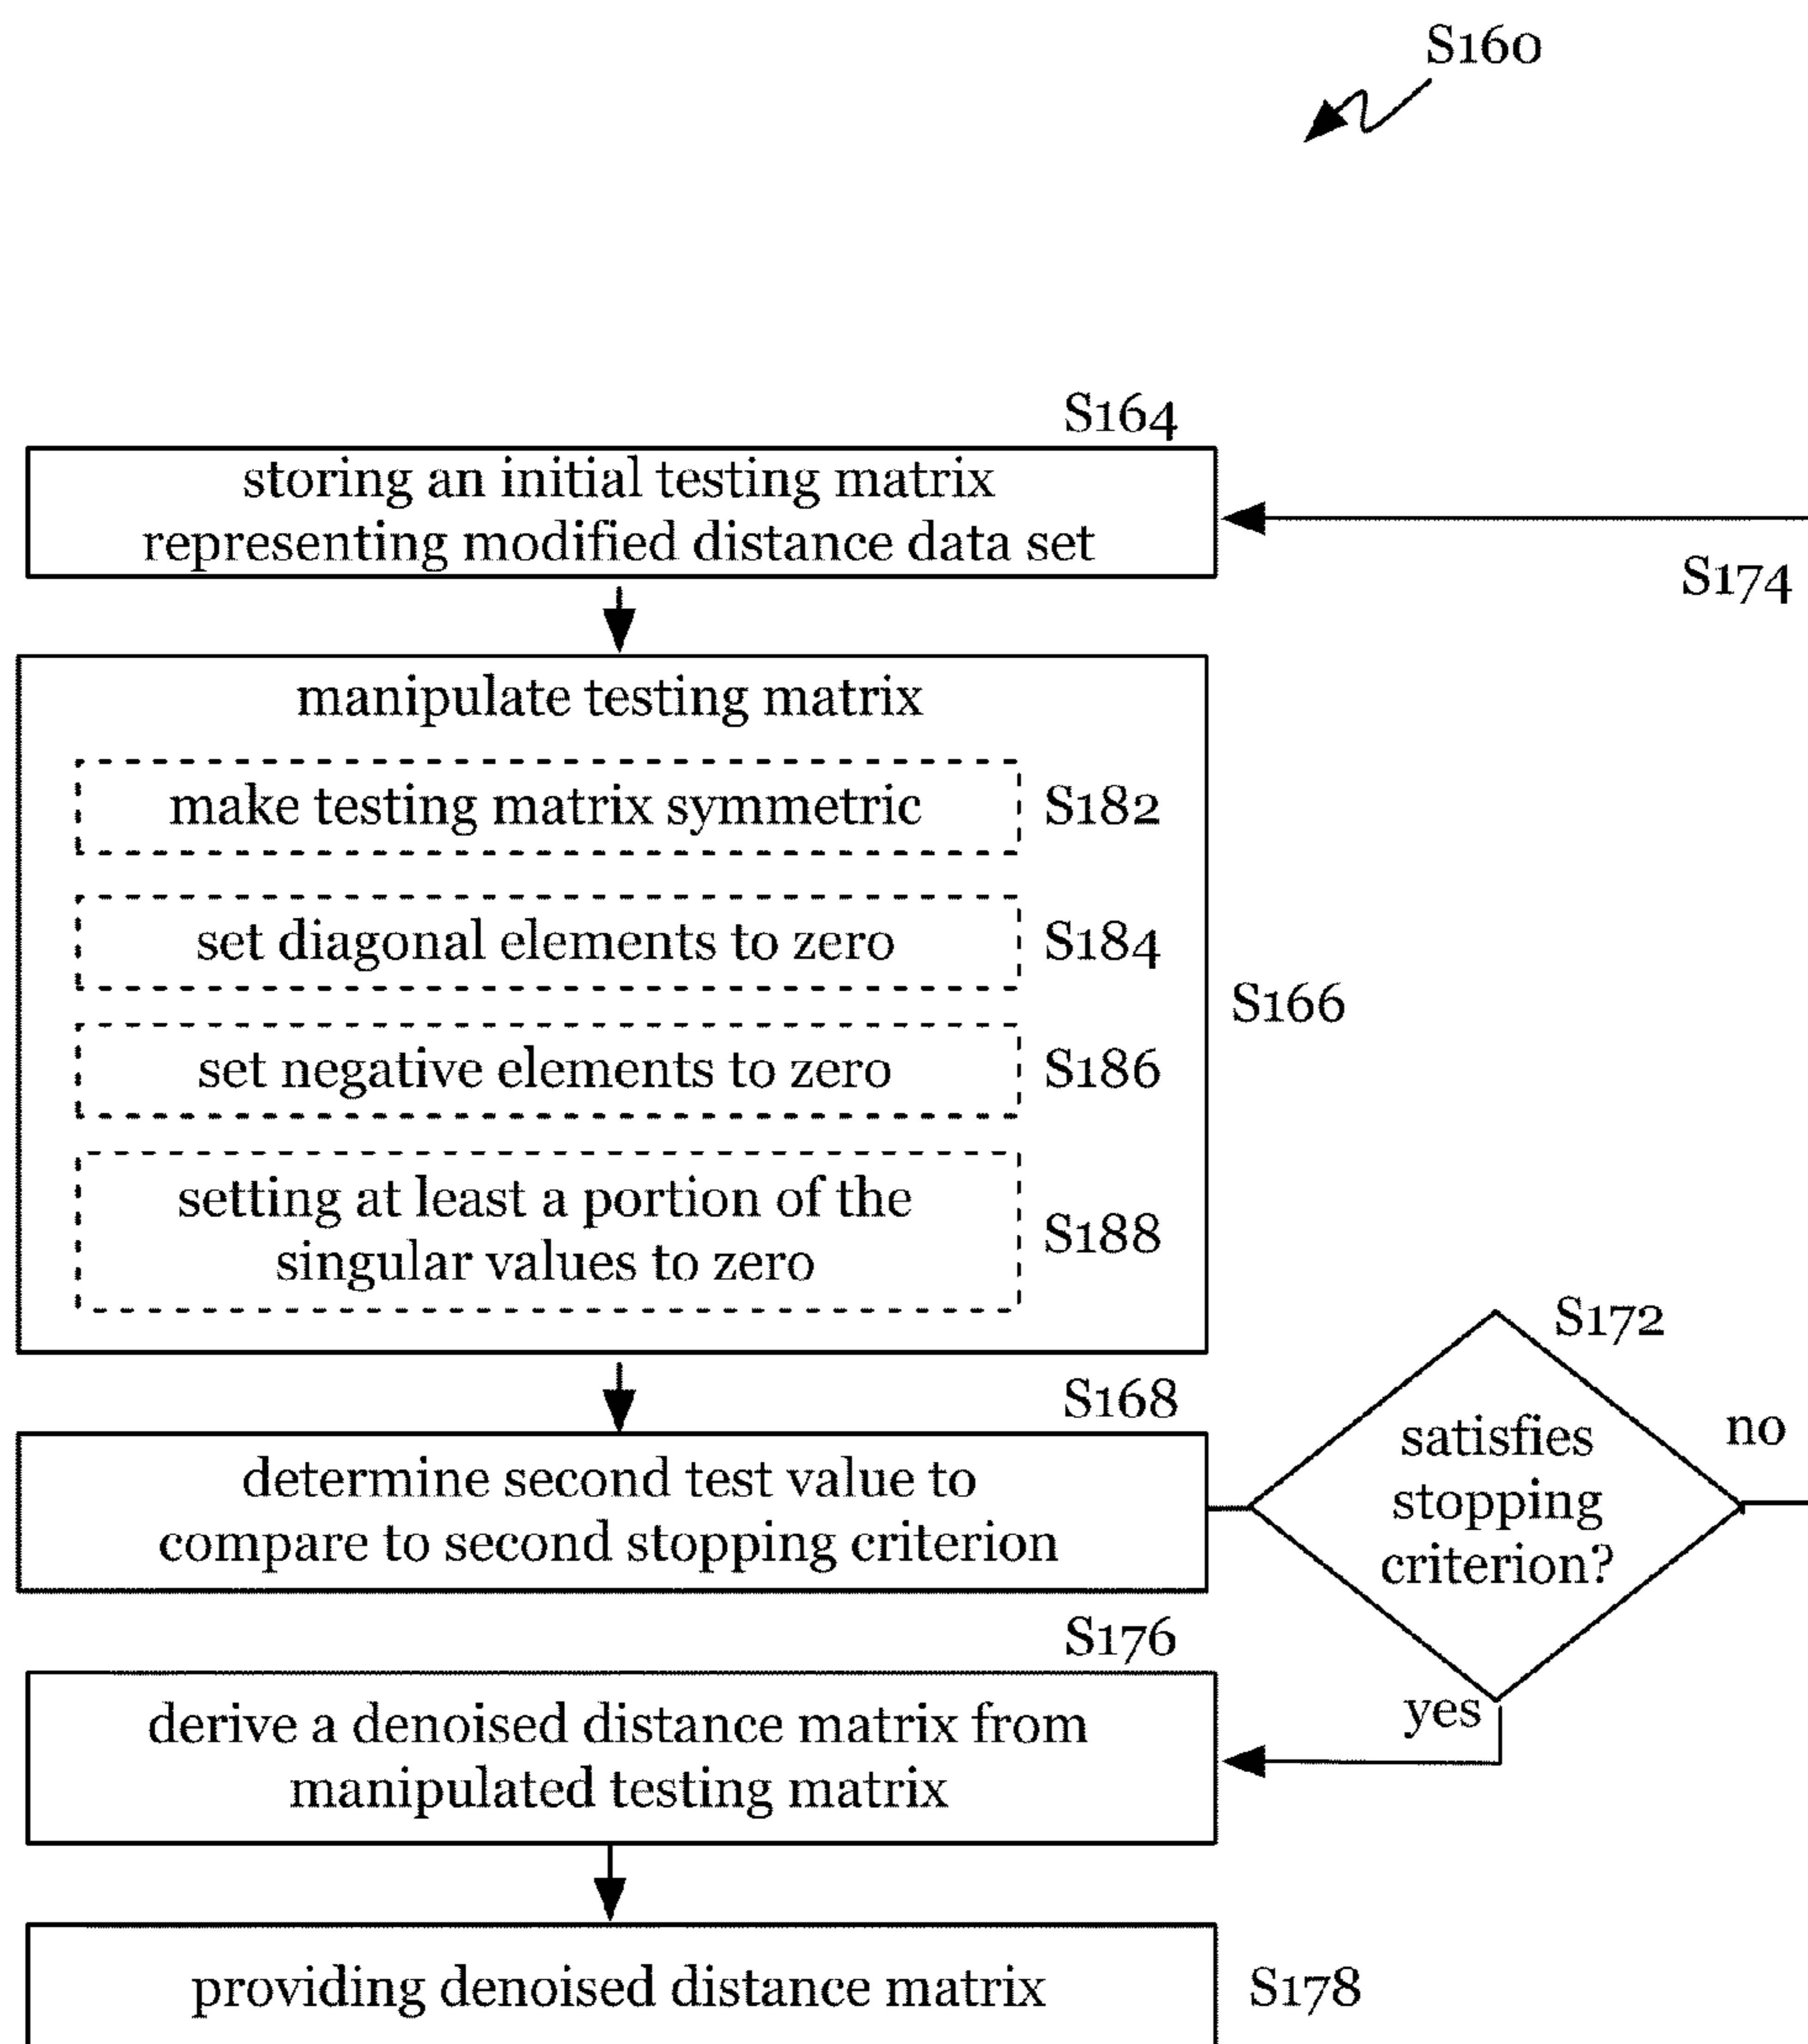 S160
S164
storing an initial testing matrix
representing modified distance data set
S174
manipulate testing matrix
make testing matrix symmetric
S182
set diagonal elements to zero
S184
S166
set negative elements to zero
S186
setting at least a portion of the
singular values to zero
S188
S172
S168
satisfies
stopping
criterion?
no
determine second test value to
compare to second stopping criterion
S176
yes
derive a denoised distance matrix from
manipulated testing matrix
providing denoised distance matrix
S178